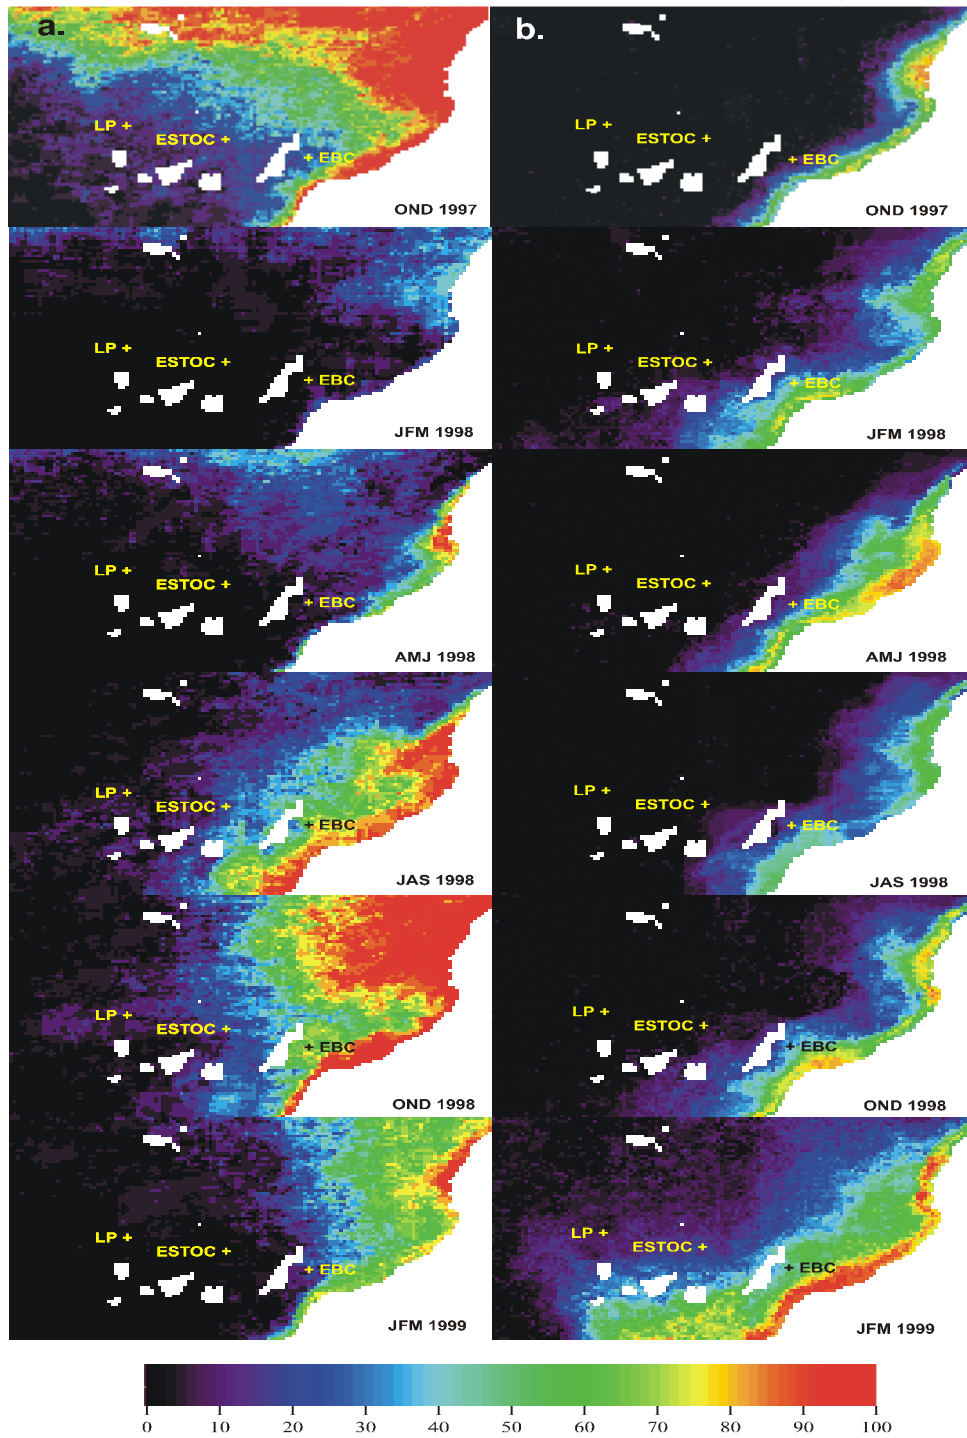 a.
b.
LP +
ESTOC +
+ EBC
OND 1997
LP +
ESTOC +
+ EBC
OND 1997
LP +
ESTOC +
+ EBC
JFM 1998
LP +
ESTOC +
+ EBC
JFM 1998
LP +
ESTOC +
+ EBC
AMJ 1998
LP +
ESTOC +
+ EBC
AMJ 1998
LP +
ESTOC +
+ EBC
JAS 1998
LP +
ESTOC +
+ EBC
JAS 1998
LP +
ESTOC +
+ EBC
OND 1998
LP +
ESTOC +
+ EBC
OND 1998
LP +
ESTOC +
+ EBC
JFM 1999
LP +
ESTOC +
+ EBC
JFM 1999
0 10 20 30 40 50 60 70 80 90 100